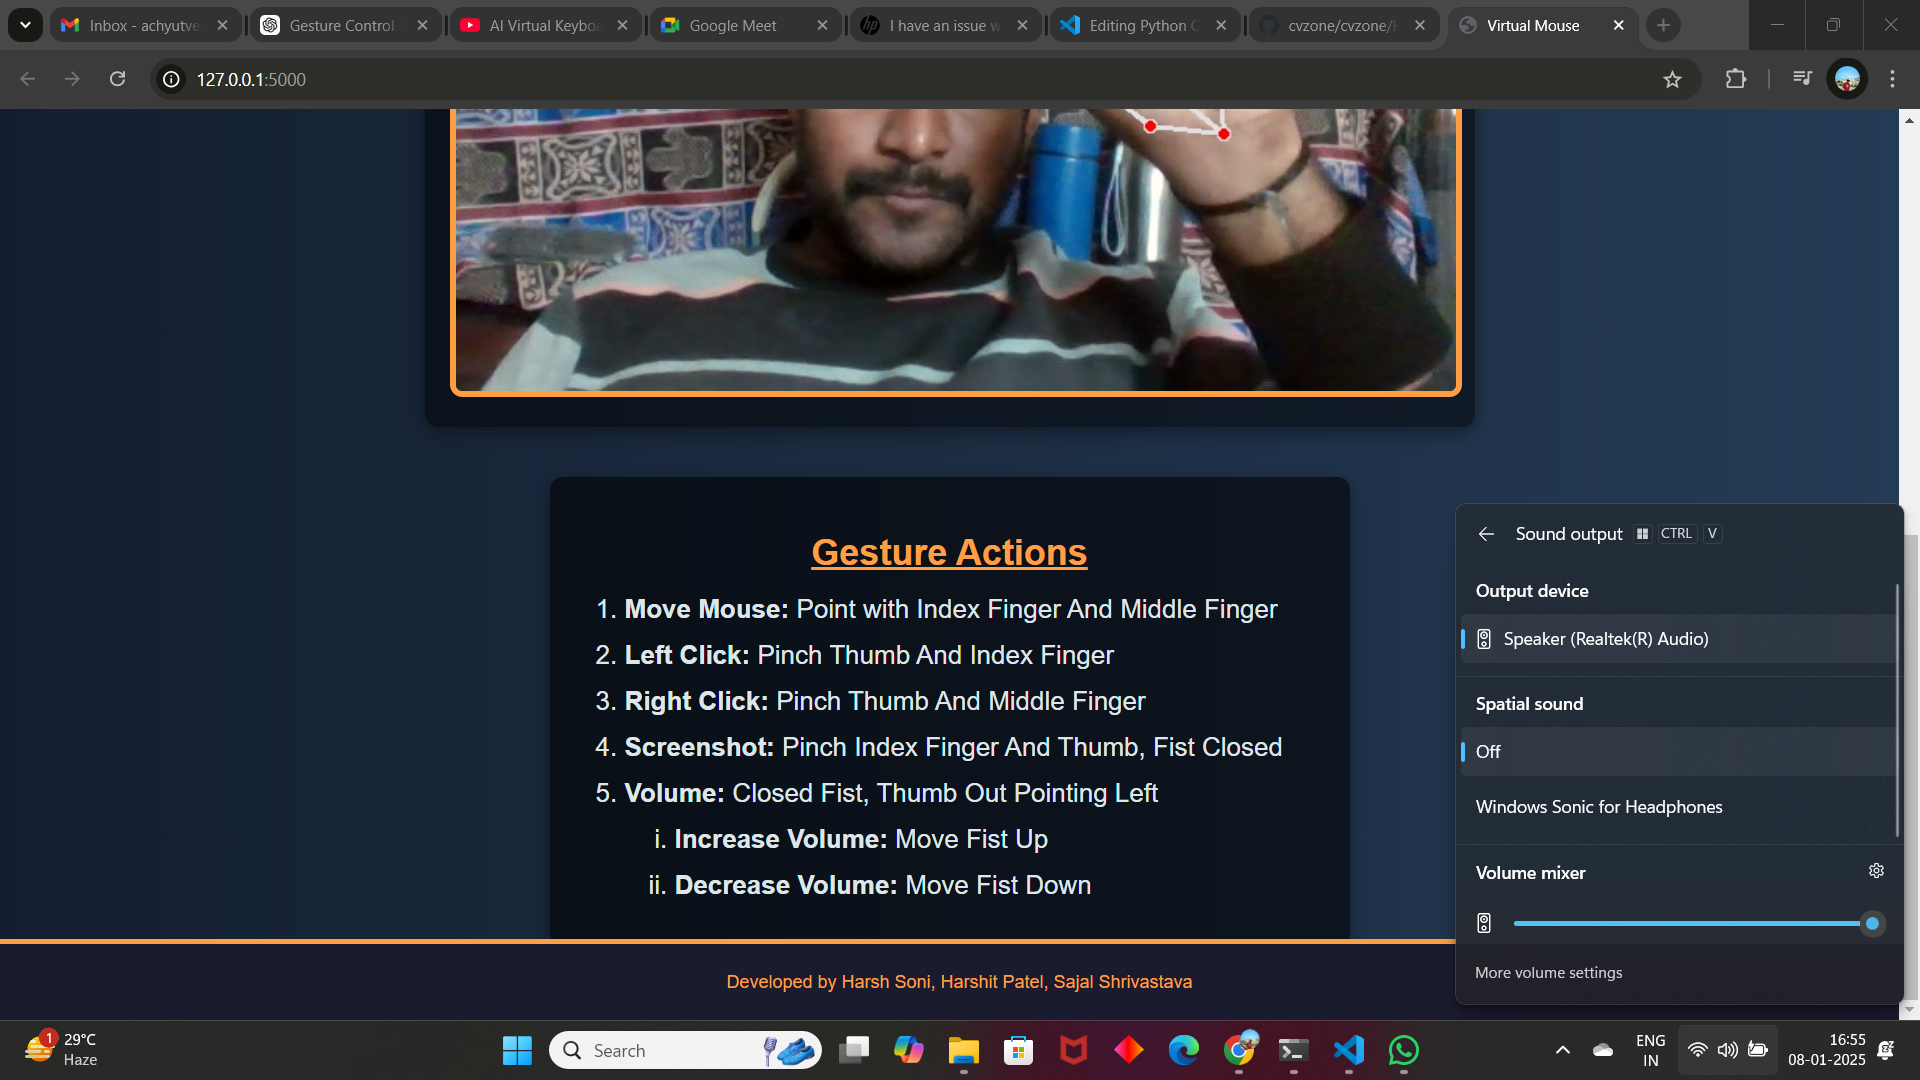 Inbox - achyutve
Gesture Control S
AI Virtual Keyboa
Google Meet
I have an issue w
Editing Python C
cvzone/cvzone/H
Virtual Mouse
127.0.0.1:5000
Gesture Actions
1. Move Mouse: Point with Index Finger And Middle Finger
2. Left Click: Pinch Thumb And Index Finger
3. Right Click: Pinch Thumb And Middle Finger
4. Screenshot: Pinch Index Finger And Thumb, Fist Closed
5. Volume: Closed Fist, Thumb Out Pointing Left
i. Increase Volume: Move Fist Up
ii. Decrease Volume: Move Fist Down
Developed by Harsh Soni, Harshit Patel, Sajal Shrivastava
Sound output CTRL V
Output device
Speaker (Realtek(R) Audio)
Spatial sound
Off
Windows Sonic for Headphones
Volume mixer
More volume settings
1
29°C
Haze
Search
ENG
IN
16:55
08-01-2025